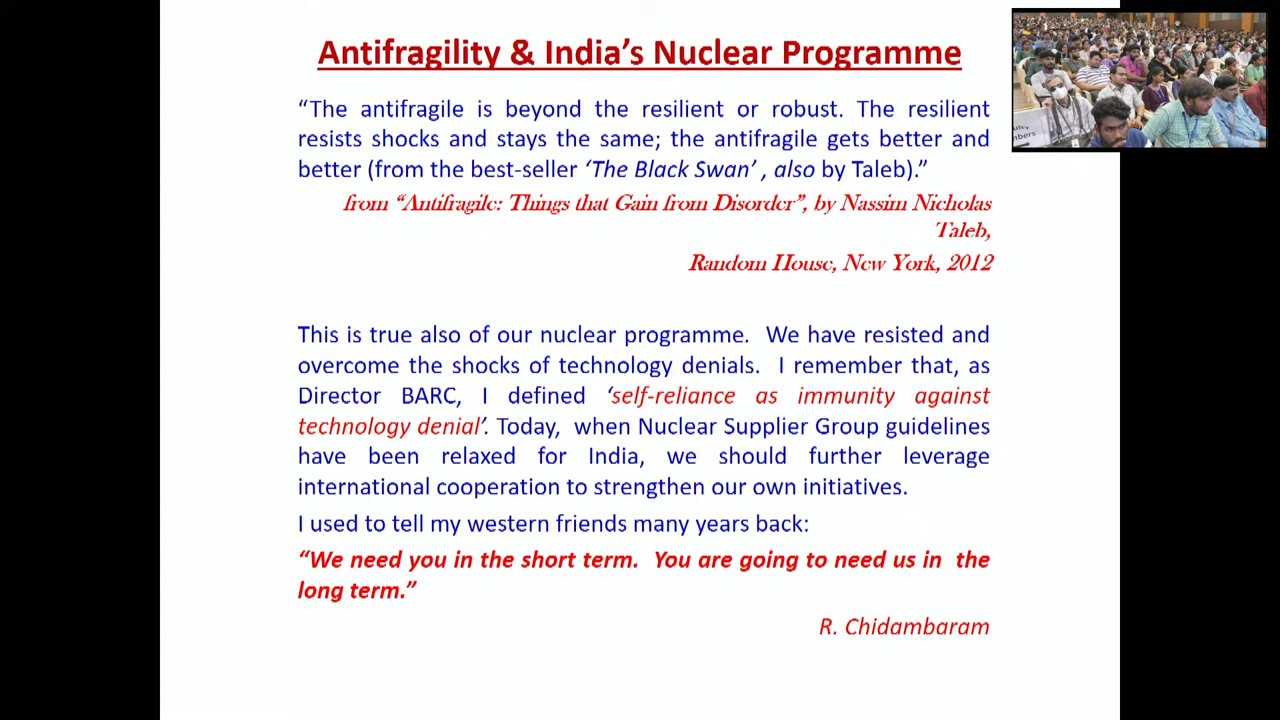 Antifragility & India’s Nuclear Programme
“The antifragile is beyond the resilient or robust. The resilient
resists shocks and stays the same; the antifragile gets better and
better (from the best-seller ‘The Black Swan’ , also by Taleb).”
from “Antifragile: Things that Gain from Disorder”, by Nassim Nicholas
Taleb,
Random House, New York, 2012
This is true also of our nuclear programme. We have resisted and
overcome the shocks of technology denials. I remember that, as
Director BARC, I defined ‘self-reliance as immunity against
technology denial’. Today, when Nuclear Supplier Group guidelines
have been relaxed for India, we should further leverage
international cooperation to strengthen our own initiatives.
I used to tell my western friends many years back:
“We need you in the short term. You are going to need us in the
long term.”
R. Chidambaram